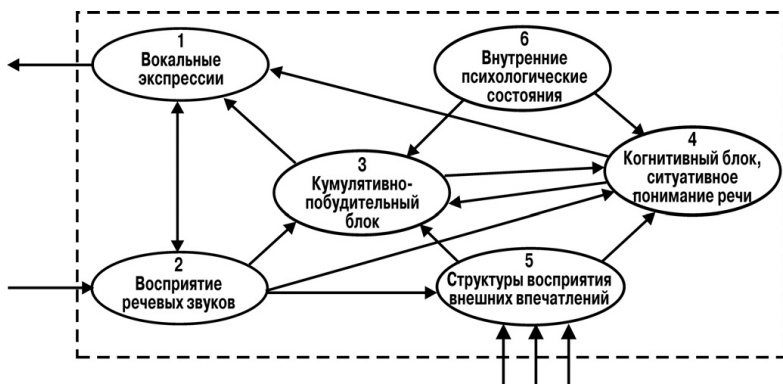 1
Вокальные
экспрессии
6
Внутренние
психологические
состояния
3
Кумулятивно-
побудительный
блок
4
Когнитивный блок,
ситуативное
понимание речи
2
Восприятие
речевых звуков
5
Структуры восприятия
внешних впечатлений